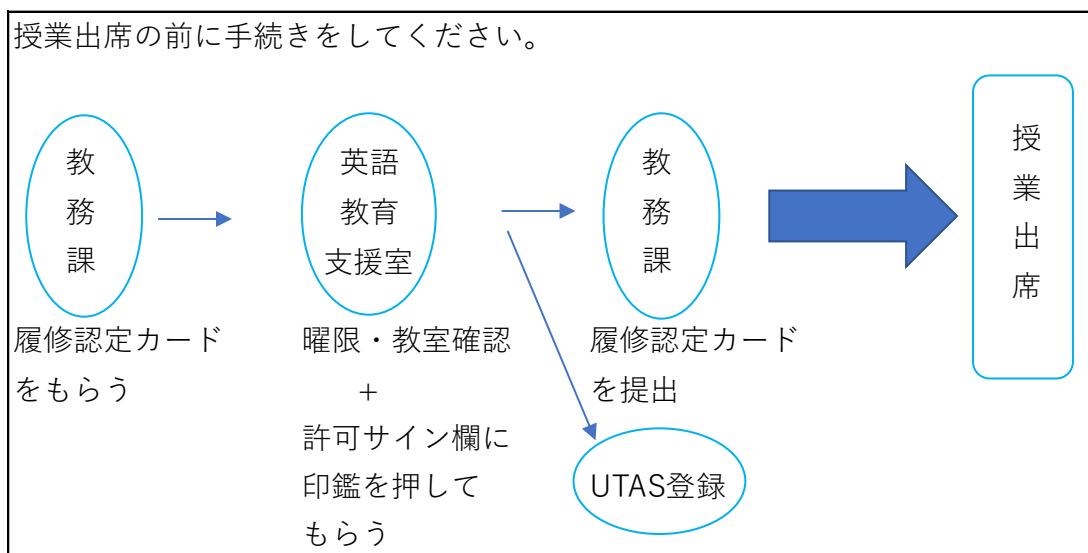 授業出席の前に手続きをしてください。
教
務
課
履修認定カード
をもらう
英語
教育
支援室
曜限・教室確認
+
許可サイン欄に
印鑑を押して
もらう
教
務
課
履修認定カード
を提出
UTAS登録
授
業
出
席